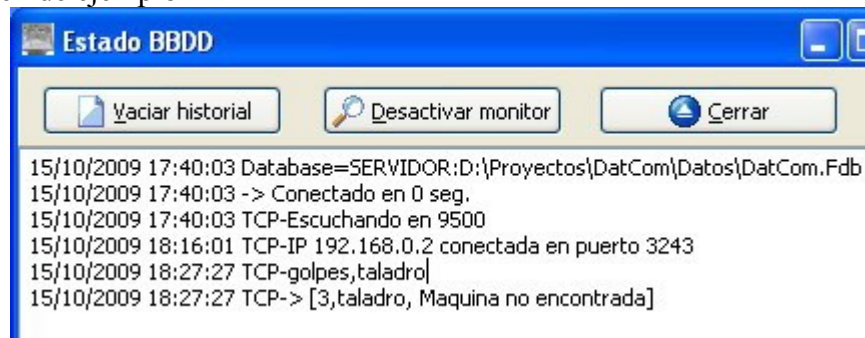 Estado BBDD
Vaciar historial Desactivar monitor Cerrar
15/10/2009 17:40:03 Database=SERVIDOR:D:\Proyectos\DatCom\Datos\DatCom.Fdb
15/10/2009 17:40:03 -> Conectado en 0 seg.
15/10/2009 17:40:03 TCP-Escuchando en 9500
15/10/2009 18:16:01 TCP-IP 192.168.0.2 conectada en puerto 3243
15/10/2009 18:27:27 TCP-golpes,taladro
15/10/2009 18:27:27 TCP-> [3,taladro, Maquina no encontrada]